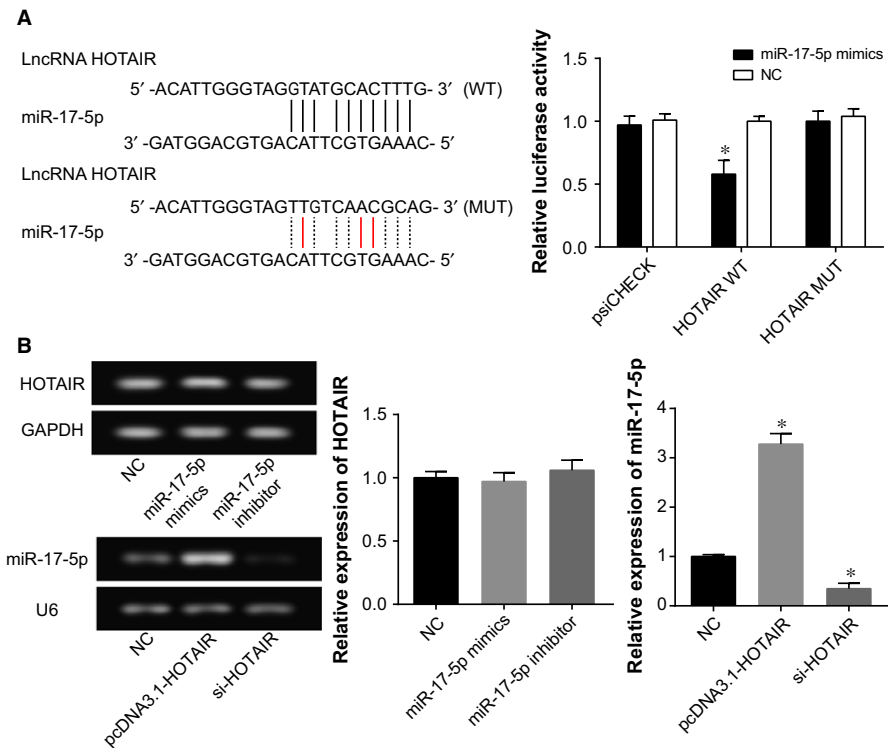 A
LncRNA HOTAIR
5′ -ACATTGGGTAGGTATGCACTTTG- 3′ (WT)
miR-17-5p
3′ -GATGGACGTGACATTCGTGAAAC- 5′
LncRNA HOTAIR
5′ -ACATTGGGTAGTTGTCAACGCAG- 3′ (MUT)
miR-17-5p
3′ -GATGGACGTGACATTCGTGAAAC- 5′
Relative luciferase activity
1.5
1.0
0.5
0.0
miR-17-5p mimics
NC
*
psiCHECK
HOTAIR WT
HOTAIR MUT
B
HOTAIR
GAPDH
NC
miR-17-5p
mimics
miR-17-5p
inhibitor
miR-17-5p
U6
NC
pcDNA3.1-HOTAIR
si-HOTAIR
Relative expression of HOTAIR
1.5
1.0
0.5
0.0
NC
miR-17-5p mimics
miR-17-5p inhibitor
Relative expression of miR-17-5p
4
3
2
1
0
*
*
NC
pcDNA3.1-HOTAIR
si-HOTAIR